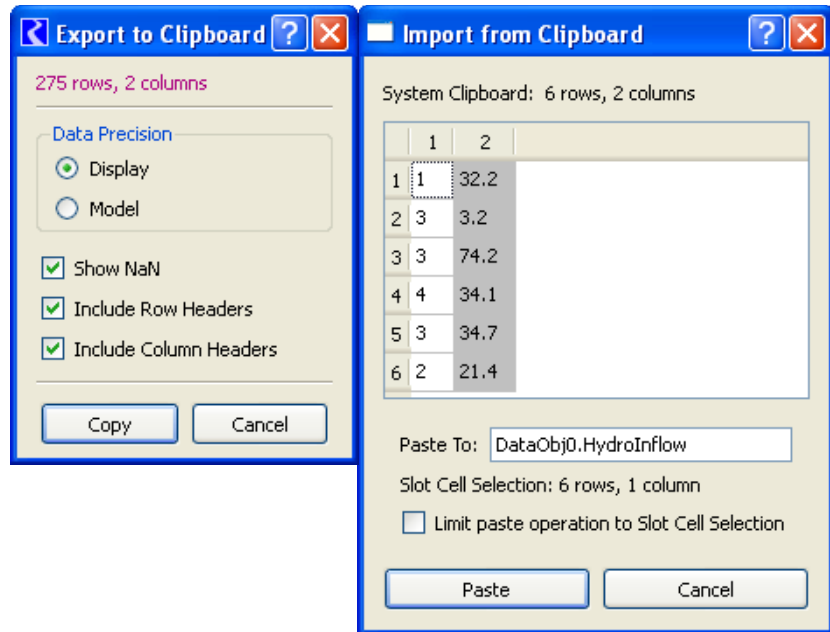 Export to Clipboard
275 rows, 2 columns
Data Precision
Display
Model
Show NaN
Include Row Headers
Include Column Headers
Copy Cancel
Import from Clipboard
System Clipboard: 6 rows, 2 columns
1 2
1 1 32.2
2 3 3.2
3 3 74.2
4 4 34.1
5 3 34.7
6 2 21.4
Paste To: DataObj0.HydroInflow
Slot Cell Selection: 6 rows, 1 column
Limit paste operation to Slot Cell Selection
Paste Cancel